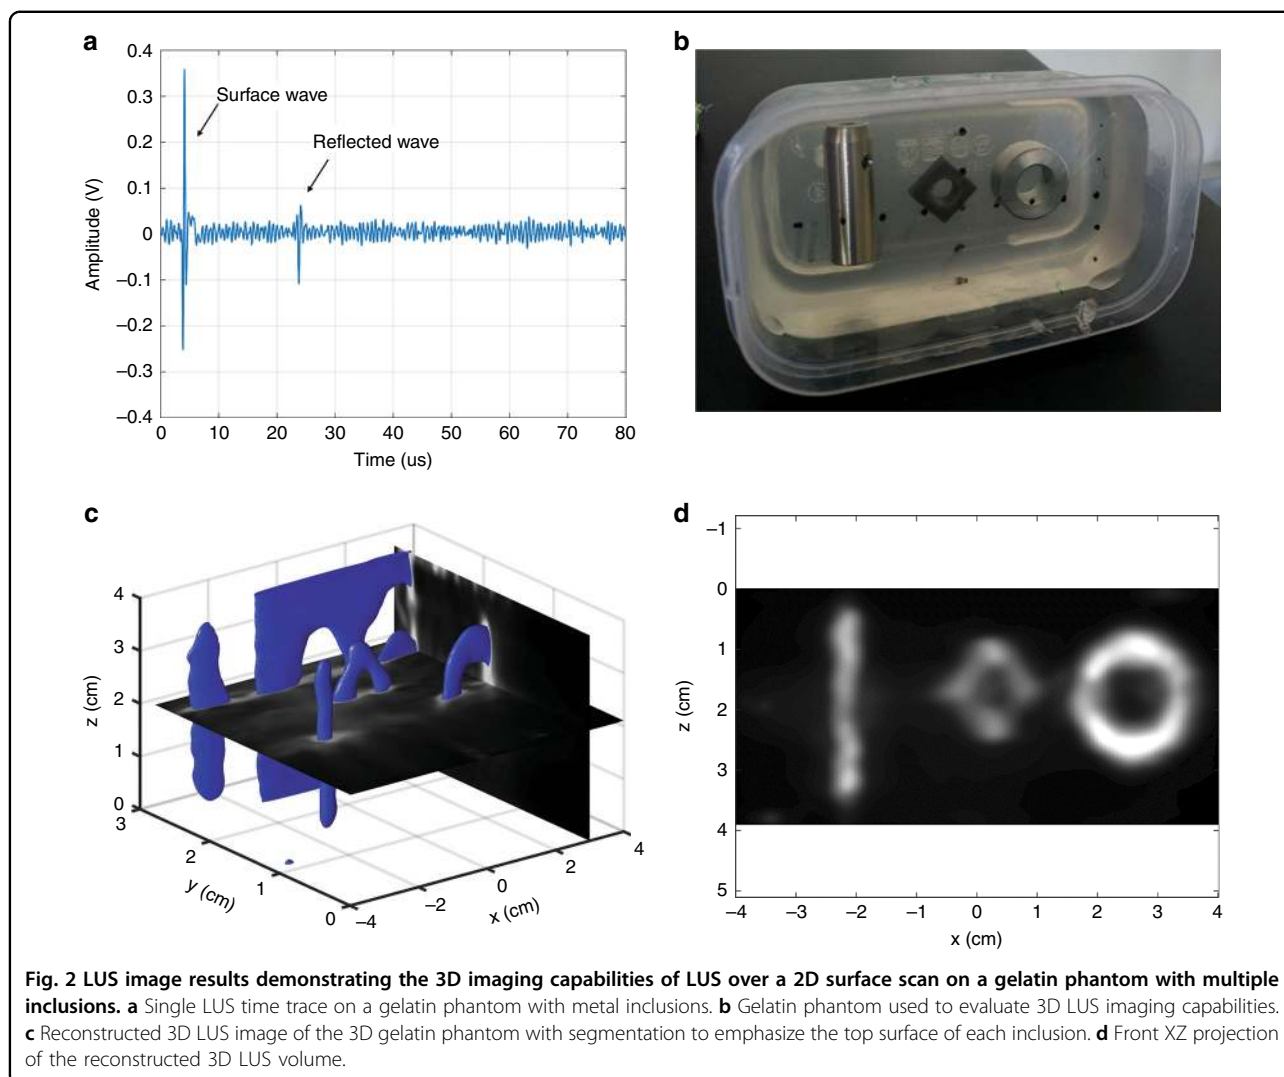 a
0.4
0.3
0.2
0.1
0
–0.1
–0.2
–0.3
–0.4
Amplitude (V)
Surface wave
Reflected wave
0 10 20 30 40 50 60 70 80
Time (us)
b
c
4
3
2
1
0
z (cm)
3
2
1
0
y (cm)
–4
–2
0
2
4
x (cm)
d
–1
0
1
2
3
4
5
z (cm)
–4 –3 –2 –1 0 1 2 3 4
x (cm)
Fig. 2 LUS image results demonstrating the 3D imaging capabilities of LUS over a 2D surface scan on a gelatin phantom with multiple
inclusions. a Single LUS time trace on a gelatin phantom with metal inclusions. b Gelatin phantom used to evaluate 3D LUS imaging capabilities.
c Reconstructed 3D LUS image of the 3D gelatin phantom with segmentation to emphasize the top surface of each inclusion. d Front XZ projection
of the reconstructed 3D LUS volume.